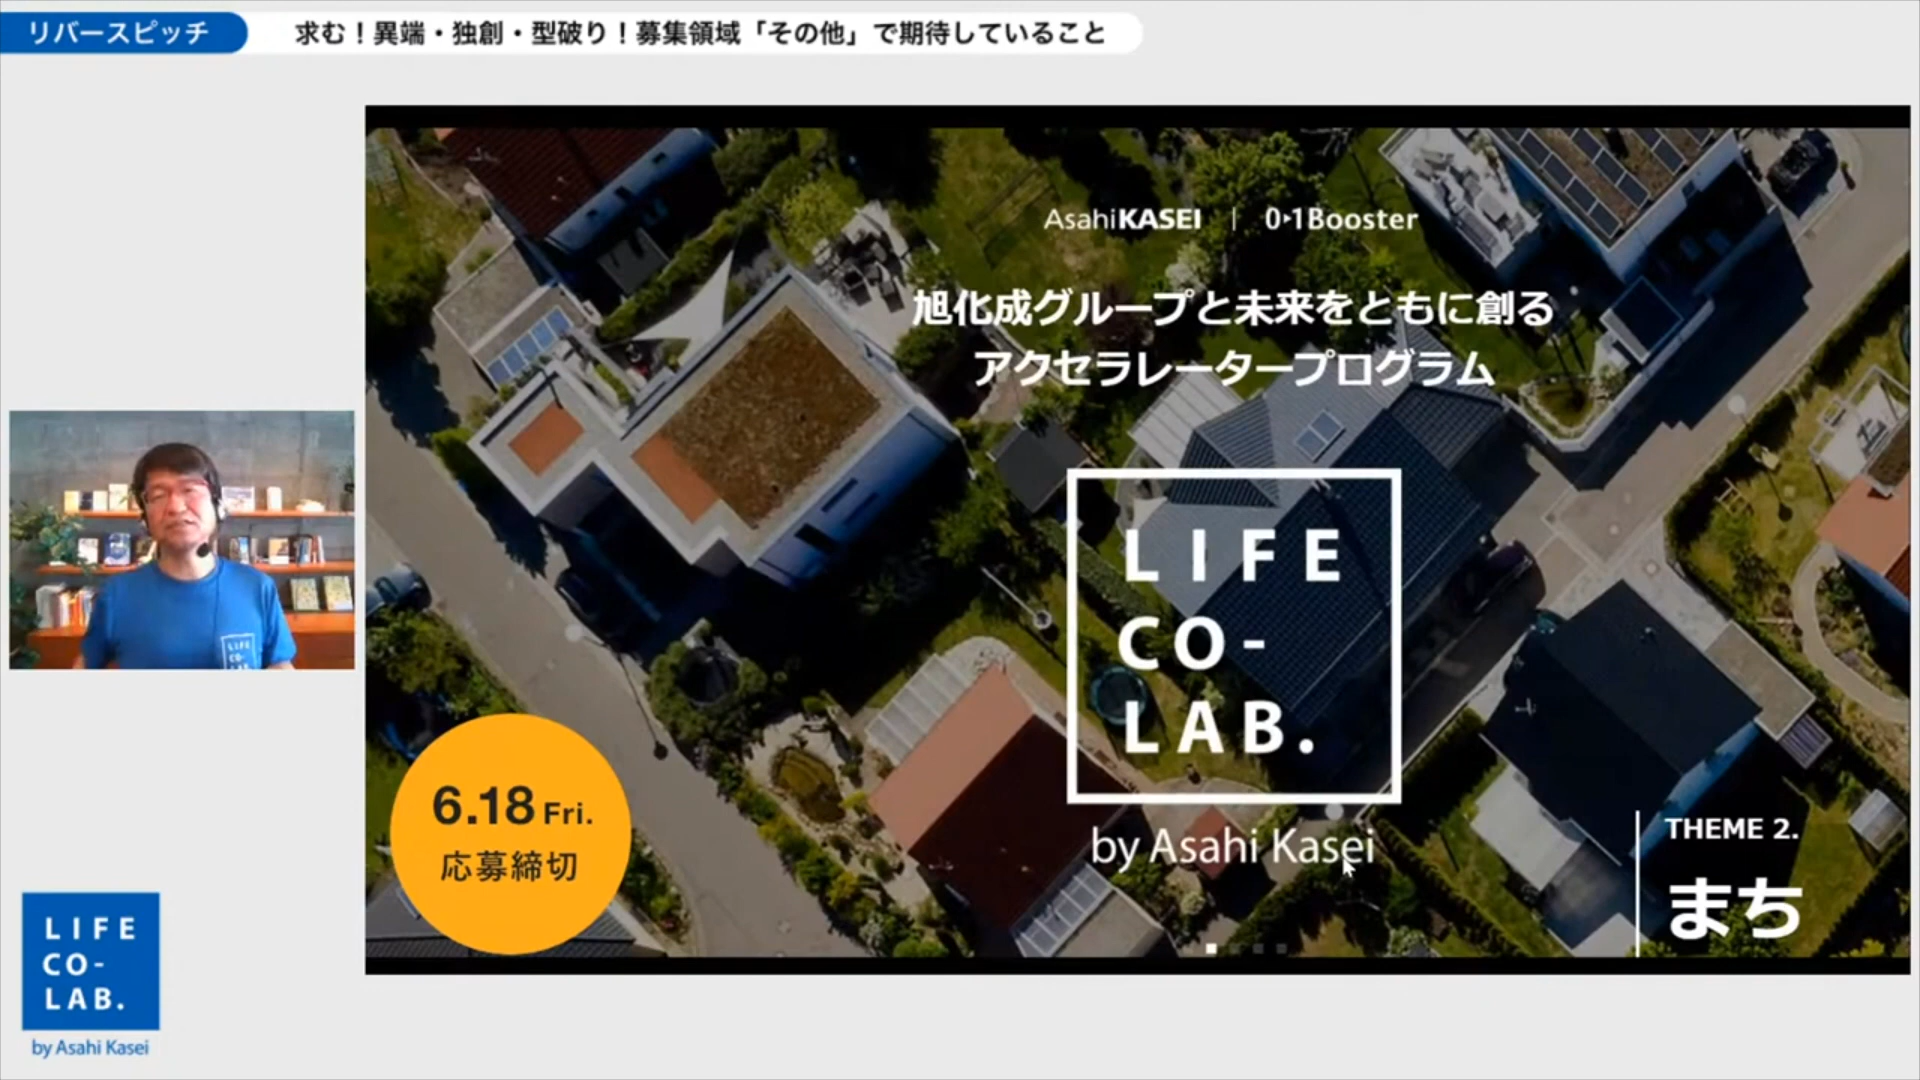 リバースピッチ
求む！異端・独創・型破り！募集領域「その他」で期待していること
AsahiKASEI | 0▸1Booster
旭化成グループと未来をともに創る
アクセラレータープログラム
LIFE
CO-
LAB.
by Asahi Kasei
6.18 Fri.
応募締切
THEME 2.
まち
LIFE
CO-
LAB.
LIFE
CO-
LAB.
by Asahi Kasei